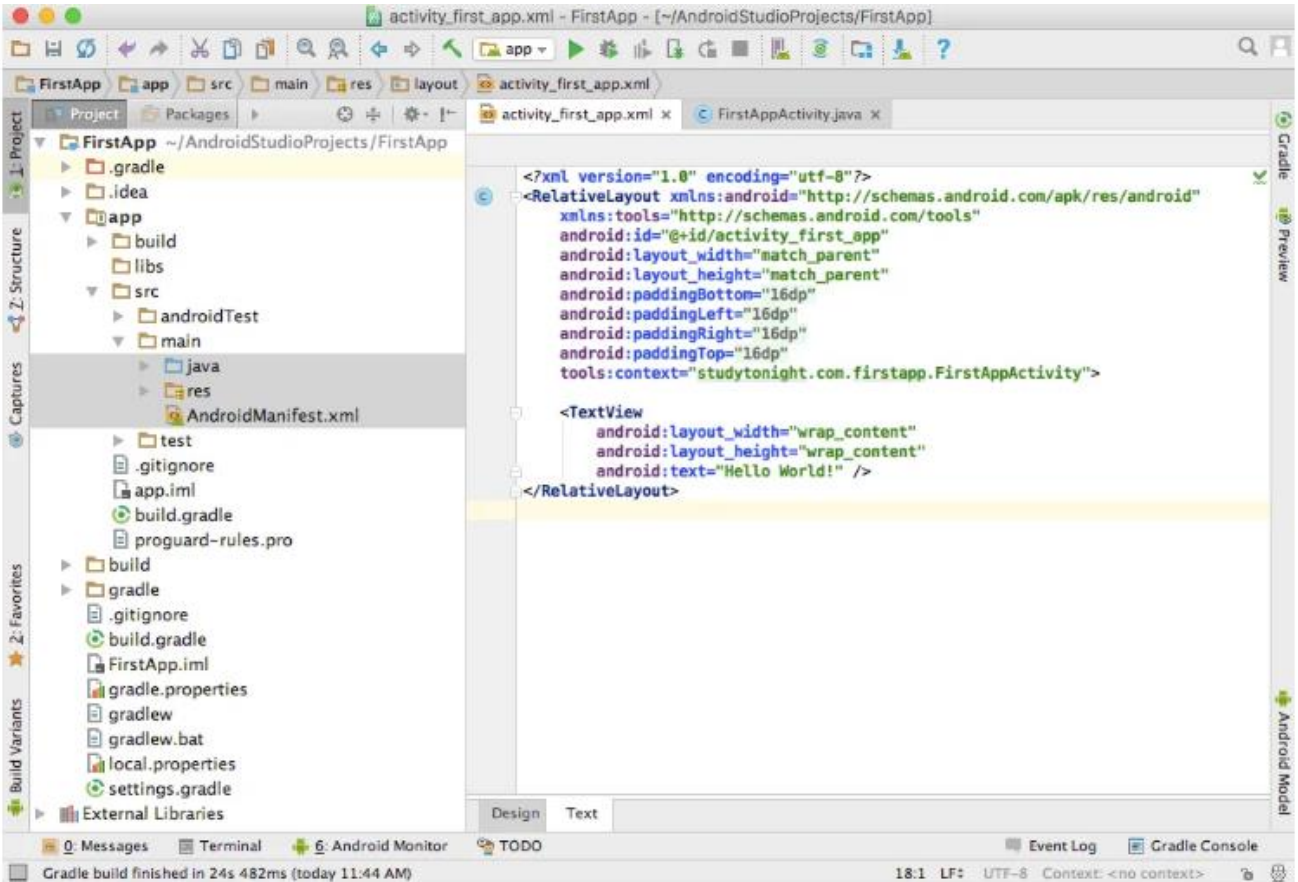 activity_first_app.xml - FirstApp - [~/AndroidStudioProjects/FirstApp]
app
?
FirstApp app src main res layout activity_first_app.xml
Project Packages
activity_first_app.xml × FirstAppActivity.java ×
1: Project
Z: Structure
Captures
2: Favorites
Build Variants
FirstApp ~/AndroidStudioProjects/FirstApp
.gradle
.idea
app
build
libs
src
androidTest
main
java
res
AndroidManifest.xml
test
.gitignore
app.iml
build.gradle
proguard-rules.pro
build
gradle
.gitignore
build.gradle
FirstApp.iml
gradle.properties
gradlew
gradlew.bat
local.properties
settings.gradle
External Libraries
<?xml version="1.0" encoding="utf-8"?>
<RelativeLayout xmlns:android="http://schemas.android.com/apk/res/android"
xmlns:tools="http://schemas.android.com/tools"
android:id="@+id/activity_first_app"
android:layout_width="match_parent"
android:layout_height="match_parent"
android:paddingBottom="16dp"
android:paddingLeft="16dp"
android:paddingRight="16dp"
android:paddingTop="16dp"
tools:context="studytonight.com.firstapp.FirstAppActivity">
<TextView
android:layout_width="wrap_content"
android:layout_height="wrap_content"
android:text="Hello World!" />
</RelativeLayout>
Gradle
Preview
Android Model
Design Text
0: Messages Terminal 6: Android Monitor TODO Event Log Gradle Console
Gradle build finished in 24s 482ms (today 11:44 AM) 18:1 LF÷ UTF-8 Context: <no context>